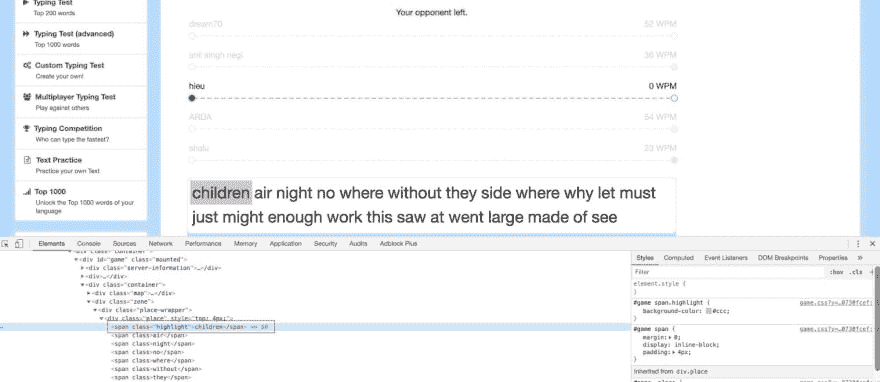 Typing Test
Top 200 words
Typing Test (advanced)
Top 1000 words
Custom Typing Test
Create your own!
Multiplayer Typing Test
Play against others
Typing Competition
Who can type the fastest?
Text Practice
Practice your own Text
Top 1000
Unlock the Top 1000 words of your
language
Your opponent left.
dream70 52 WPM
anil singh negi 36 WPM
hieu 0 WPM
ARDA 54 WPM
shalu 23 WPM
children air night no where without they side where why let must
just might enough work this saw at went large made of see
Elements Console Sources Network Performance Memory Application Security Audits Adblock Plus
<div class="container">
▼<div id="game" class="mounted">
▶<div class="server-information">…</div>
▶<div>…</div>
▼<div class="container">
▶<div class="map">…</div>
▼<div class="zone">
▼<div class="place-wrapper">
▼<div class="place" style="top: 4px;">
<span class="highlight">children</span> == $0
<span class>air</span>
<span class>night</span>
<span class>no</span>
<span class>where</span>
<span class>without</span>
<span class>they</span>
Styles Computed Event Listeners DOM Breakpoints Properties »
Filter :hov .cls +
element.style {
}
#game span.highlight {
background-color: #ccc;
}
#game span {
margin:▶0;
display: inline-block;
padding:▶4px;
}
Inherited from div.place